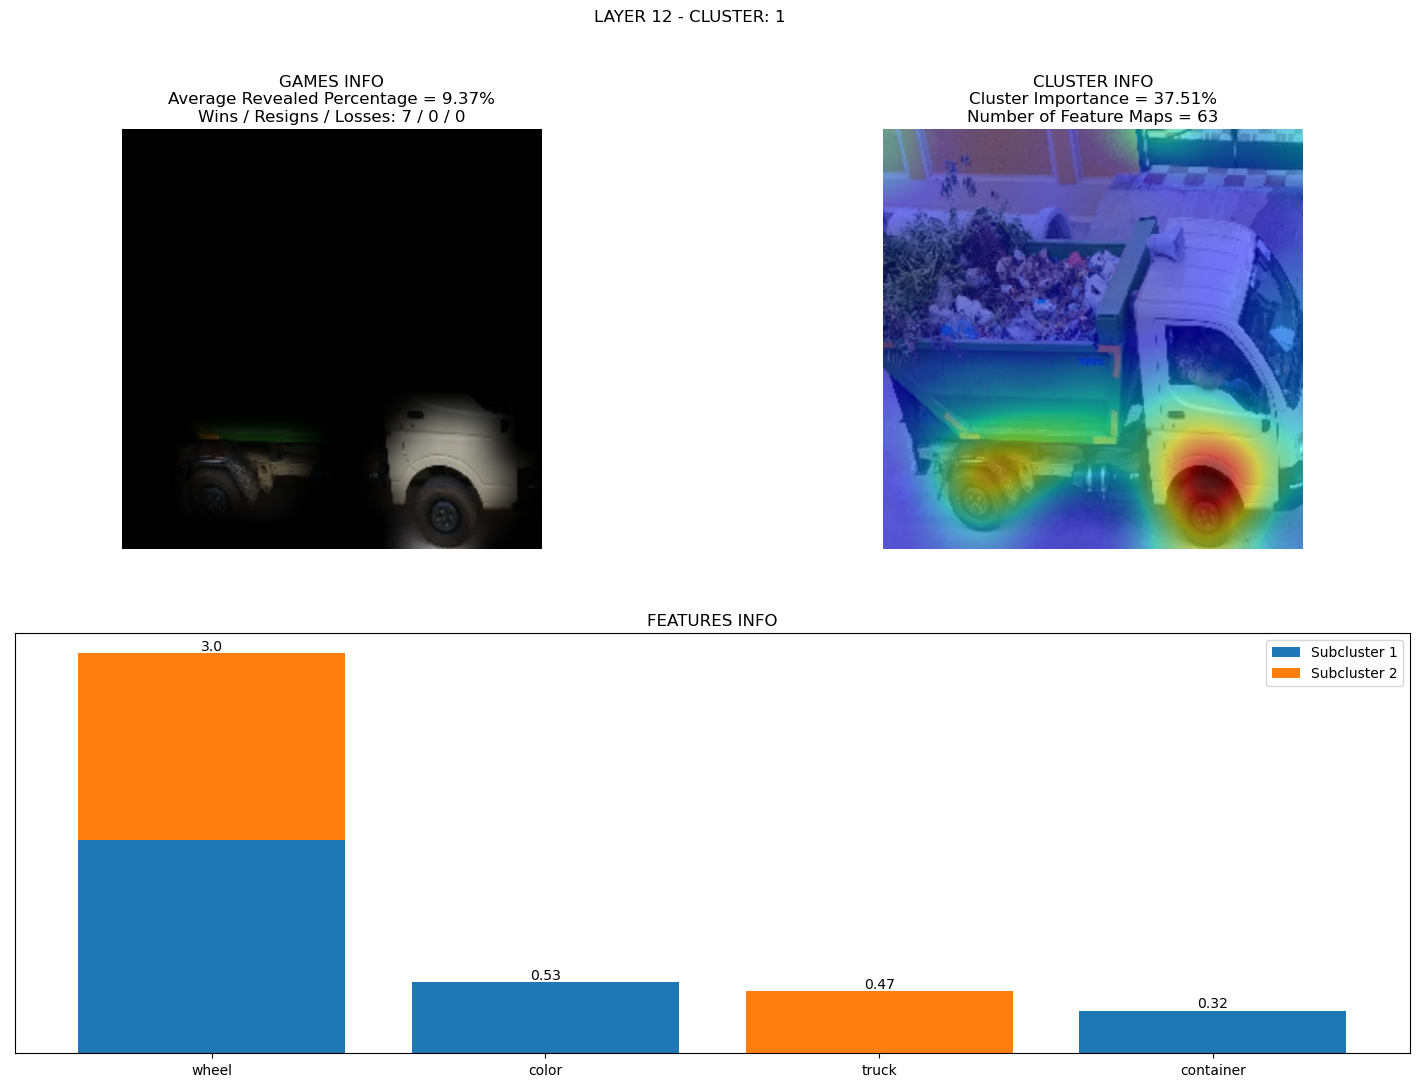 LAYER 12 - CLUSTER: 1
GAMES INFO
Average Revealed Percentage = 9.37%
Wins / Resigns / Losses: 7 / 0 / 0
CLUSTER INFO
Cluster Importance = 37.51%
Number of Feature Maps = 63
FEATURES INFO
Subcluster 1
Subcluster 2
3.0
0.53
0.47
0.32
wheel color truck container